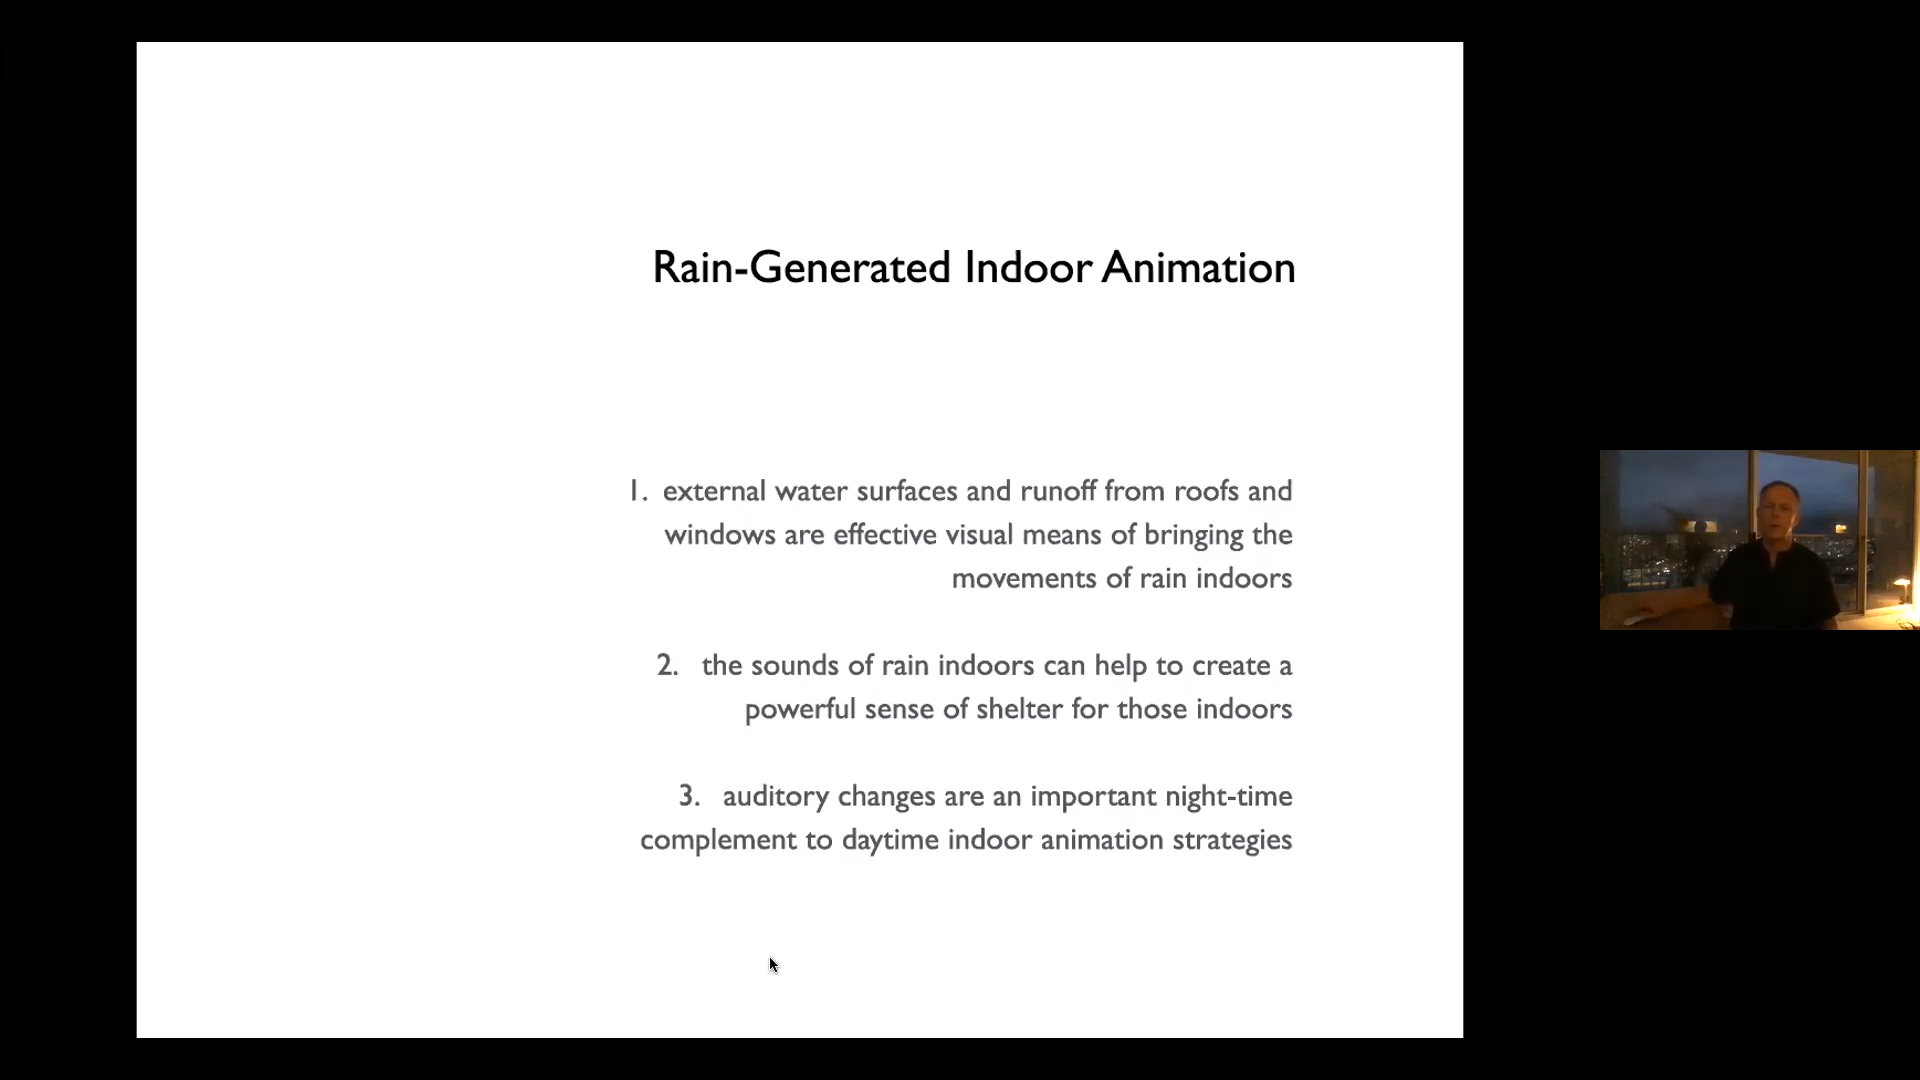 Rain-Generated Indoor Animation
1. external water surfaces and runoff from roofs and
windows are effective visual means of bringing the
movements of rain indoors
2. the sounds of rain indoors can help to create a
powerful sense of shelter for those indoors
3. auditory changes are an important night-time
complement to daytime indoor animation strategies